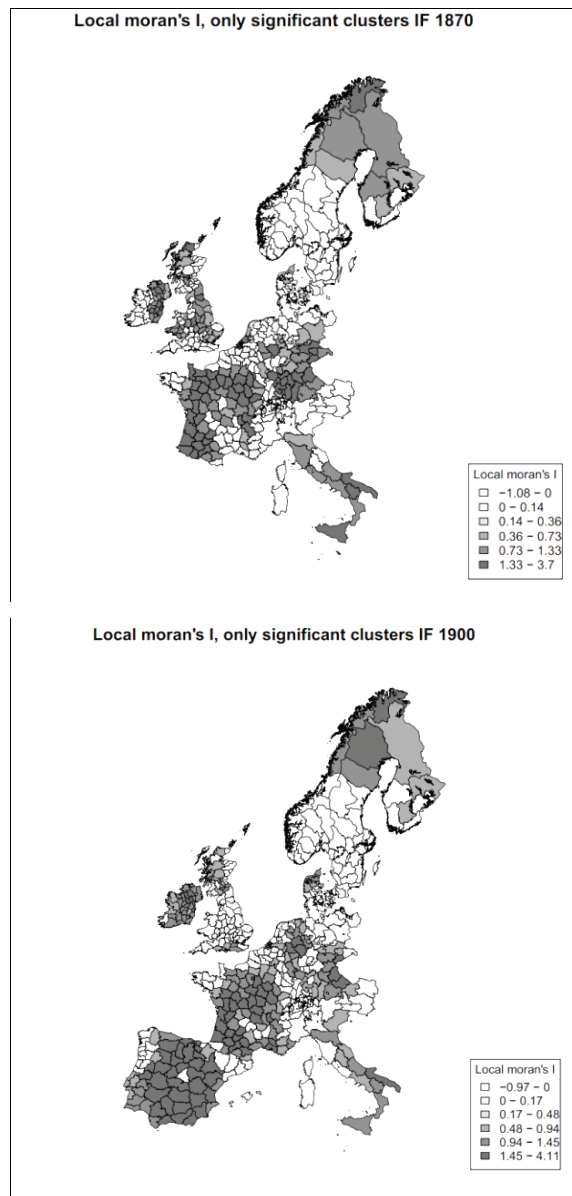 Local moran's I, only significant clusters IF 1870
Local moran's I
−1.08 − 0
0 − 0.14
0.14 − 0.36
0.36 − 0.73
0.73 − 1.33
1.33 − 3.7
Local moran's I, only significant clusters IF 1900
Local moran's I
−0.97 − 0
0 − 0.17
0.17 − 0.48
0.48 − 0.94
0.94 − 1.45
1.45 − 4.11